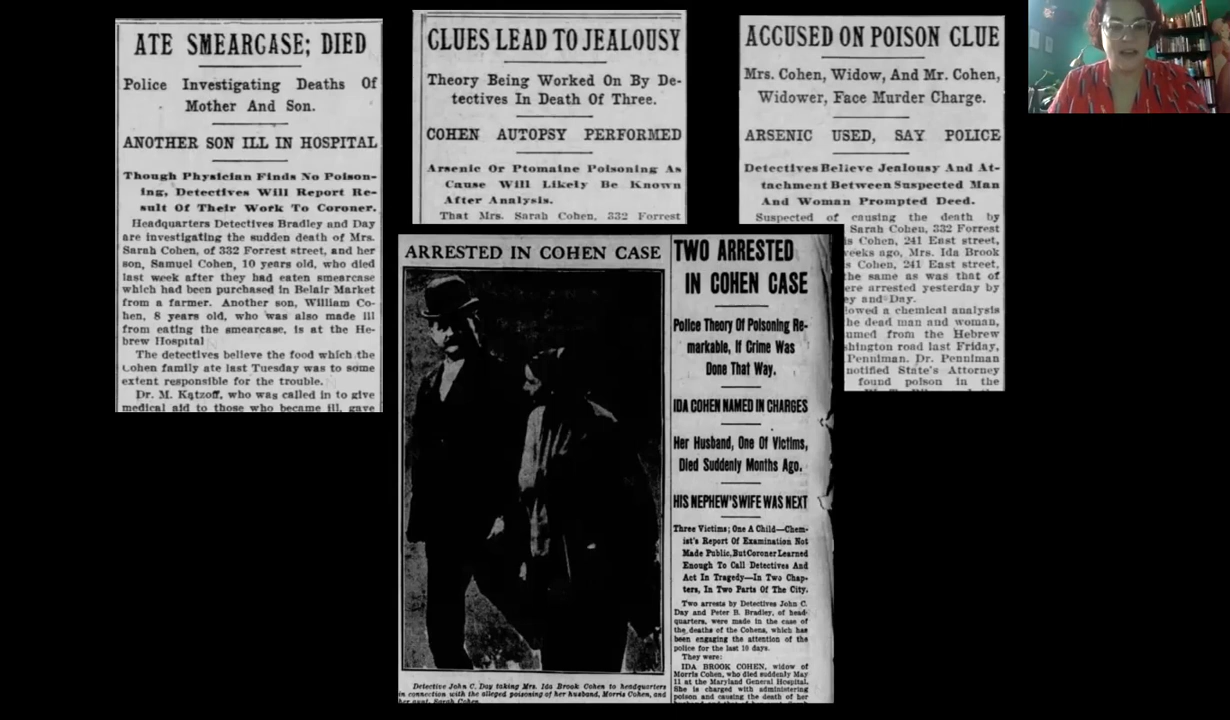 ATE SMEARCASE; DIED
Police Investigating Deaths Of
Mother And Son.
ANOTHER SON ILL IN HOSPITAL
Though Physician Finds No Poison-
ing, Detectives Will Report Re-
sult Of Their Work To Coroner.
Headquarters Detectives Bradley and Day
are investigating the sudden death of Mrs.
Sarah Cohen, of 332 Forrest street, and her
son, Samuel Cohen, 10 years old, who died
last week after they had eaten smearcase
which had been purchased in Belair Market
from a farmer. Another son, William Co-
hen, 8 years old, who was also made ill
from eating the smearcase, is at the He-
brew Hospital
The detectives believe the food which the
Cohen family ate last Tuesday was to some
extent responsible for the trouble.
Dr. M. Katzoff, who was called in to give
medical aid to those who became ill, gave
CLUES LEAD TO JEALOUSY
Theory Being Worked On By De-
tectives In Death Of Three.
COHEN AUTOPSY PERFORMED
Arsenic Or Ptomaine Poisoning As
Cause Will Likely Be Known
After Analysis.
That Mrs. Sarah Cohen, 332 Forrest
ACCUSED ON POISON CLUE
Mrs. Cohen, Widow, And Mr. Cohen,
Widower, Face Murder Charge.
ARSENIC USED, SAY POLICE
Detectives Believe Jealousy And At-
tachment Between Suspected Man
And Woman Prompted Deed.
Suspected of causing the death by
Sarah Cohen, 332 Forrest
is Cohen, 241 East street,
weeks ago, Mrs. Ida Brook
s Cohen, 241 East street,
the same as was that of
ere arrested yesterday by
ey and Day.
lowed a chemical analysis
he dead man and woman,
umed from the Hebrew
shington road last Friday,
Penniman. Dr. Penniman
notified State's Attorney
found poison in the
ARRESTED IN COHEN CASE
Detective John C. Day taking Mrs. Ida Brook Cohen to headquarters
in connection with the alleged poisoning of her husband, Morris Cohen, and
her aunt, Sarah Cohen
TWO ARRESTED
IN COHEN CASE
Police Theory Of Poisoning Re-
markable, If Crime Was
Done That Way.
IDA COHEN NAMED IN CHARGES
Her Husband, One Of Victims,
Died Suddenly Months Ago.
HIS NEPHEW'S WIFE WAS NEXT
Three Victims; One A Child—Chem-
ist's Report Of Examination Not
Made Public, But Coroner Learned
Enough To Call Detectives And
Act In Tragedy—In Two Chap-
ters, In Two Parts Of The City.
Two arrests by Detectives John C.
Day and Peter B. Bradley, of head-
quarters, were made in the case of
the deaths of the Cohens, which has
been engaging the attention of the
police for the last 10 days.
They were:
IDA BROOK COHEN, widow of
Morris Cohen, who died suddenly May
11 at the Maryland General Hospital.
She is charged with administering
poison and causing the death of her